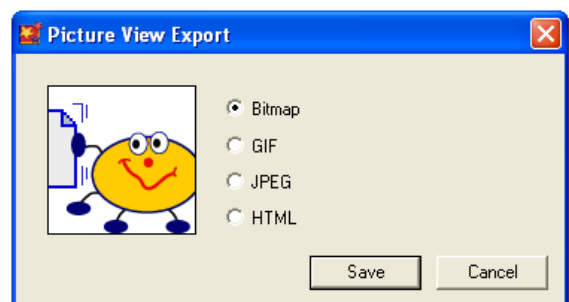 Picture View Export
Bitmap
GIF
JPEG
HTML
Save Cancel